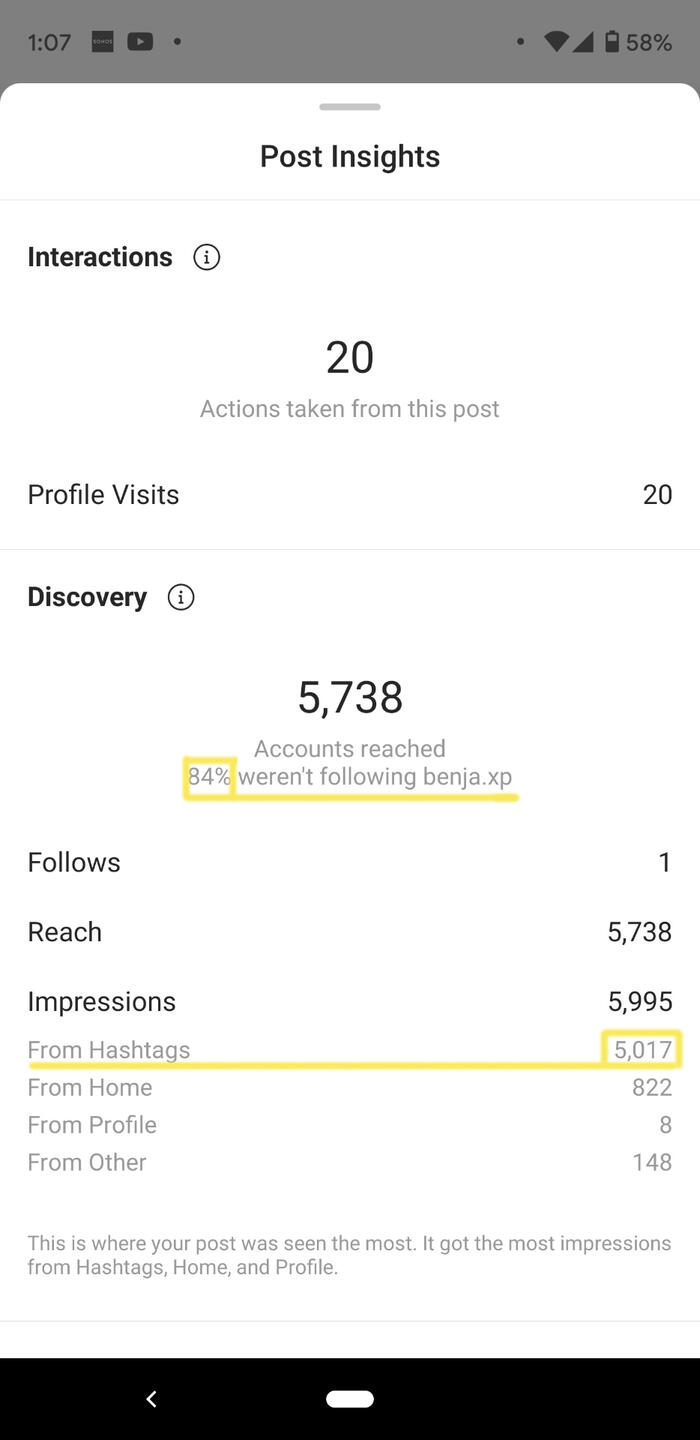 1:07 SONOS 58%
Post Insights
Interactions
20
Actions taken from this post
Profile Visits 20
Discovery
5,738
Accounts reached
84% weren't following benja.xp
Follows 1
Reach 5,738
Impressions 5,995
From Hashtags 5,017
From Home 822
From Profile 8
From Other 148
This is where your post was seen the most. It got the most impressions
from Hashtags, Home, and Profile.